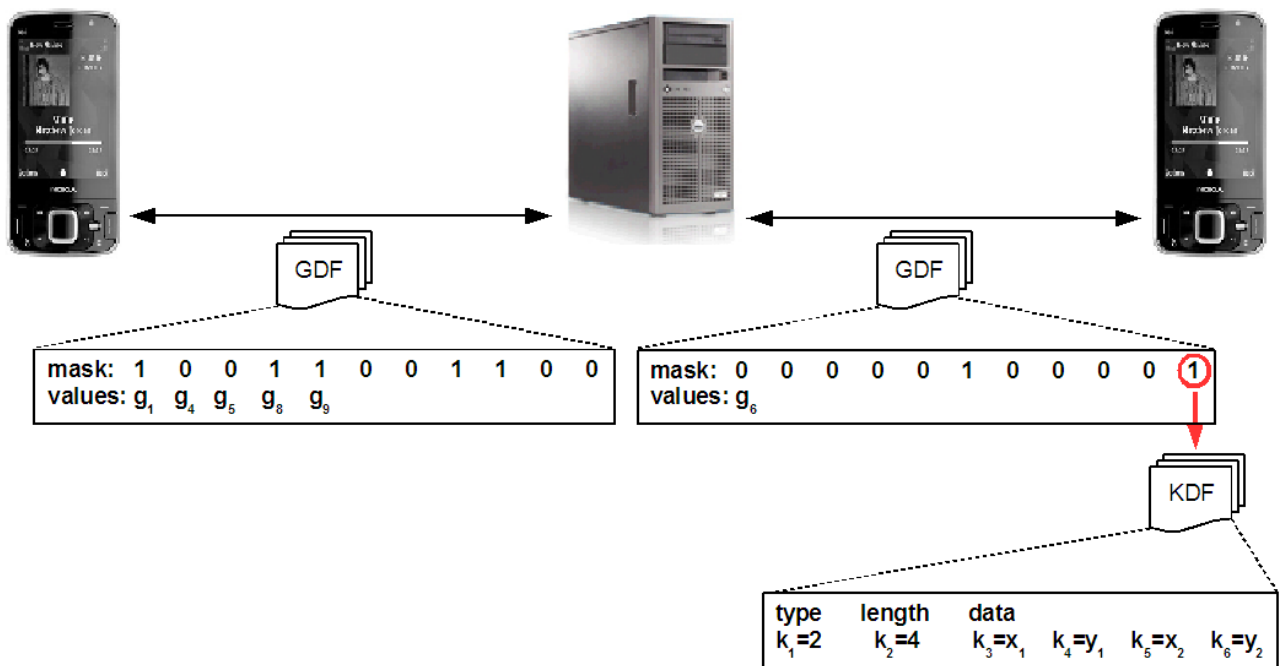 GDF
GDF
mask: 1 0 0 1 1 0 0 1 1 0 0
values: g₁ g₄ g₅ g₈ g₉
mask: 0 0 0 0 0 1 0 0 0 0 1
values: g₆
KDF
type length data
k₁=2 k₂=4 k₃=x₁ k₄=y₁ k₅=x₂ k₆=y₂